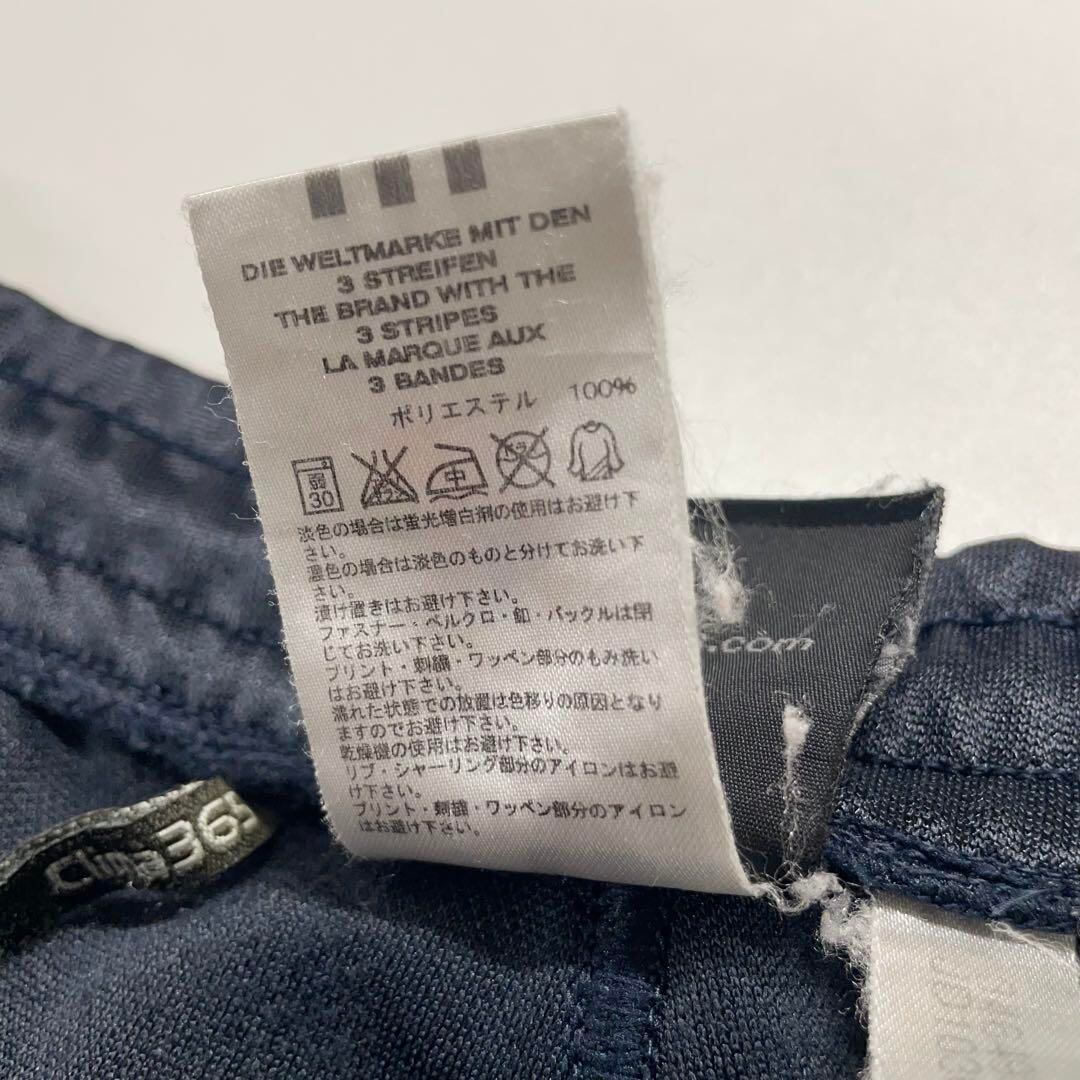 DIE WELTMARKE MIT DEN
3 STREIFEN
THE BRAND WITH THE
3 STRIPES
LA MARQUE AUX
3 BANDES
ポリエステル 100%
弱
30
中
淡色の場合は蛍光増白剤の使用はお避け下
さい。
濃色の場合は淡色のものと分けてお洗い下
さい。
漬け置きはお避け下さい。
ファスナー・ベルクロ・釦・バックルは閉
じてお洗い下さい。
プリント・刺繍・ワッペン部分のもみ洗い
はお避け下さい。
濡れた状態での放置は色移りの原因となり
ますのでお避け下さい。
乾燥機の使用はお避け下さい。
リブ・シャーリング部分のアイロンはお避
け下さい。
プリント・刺繍・ワッペン部分のアイロン
はお避け下さい。
.com
Clima365